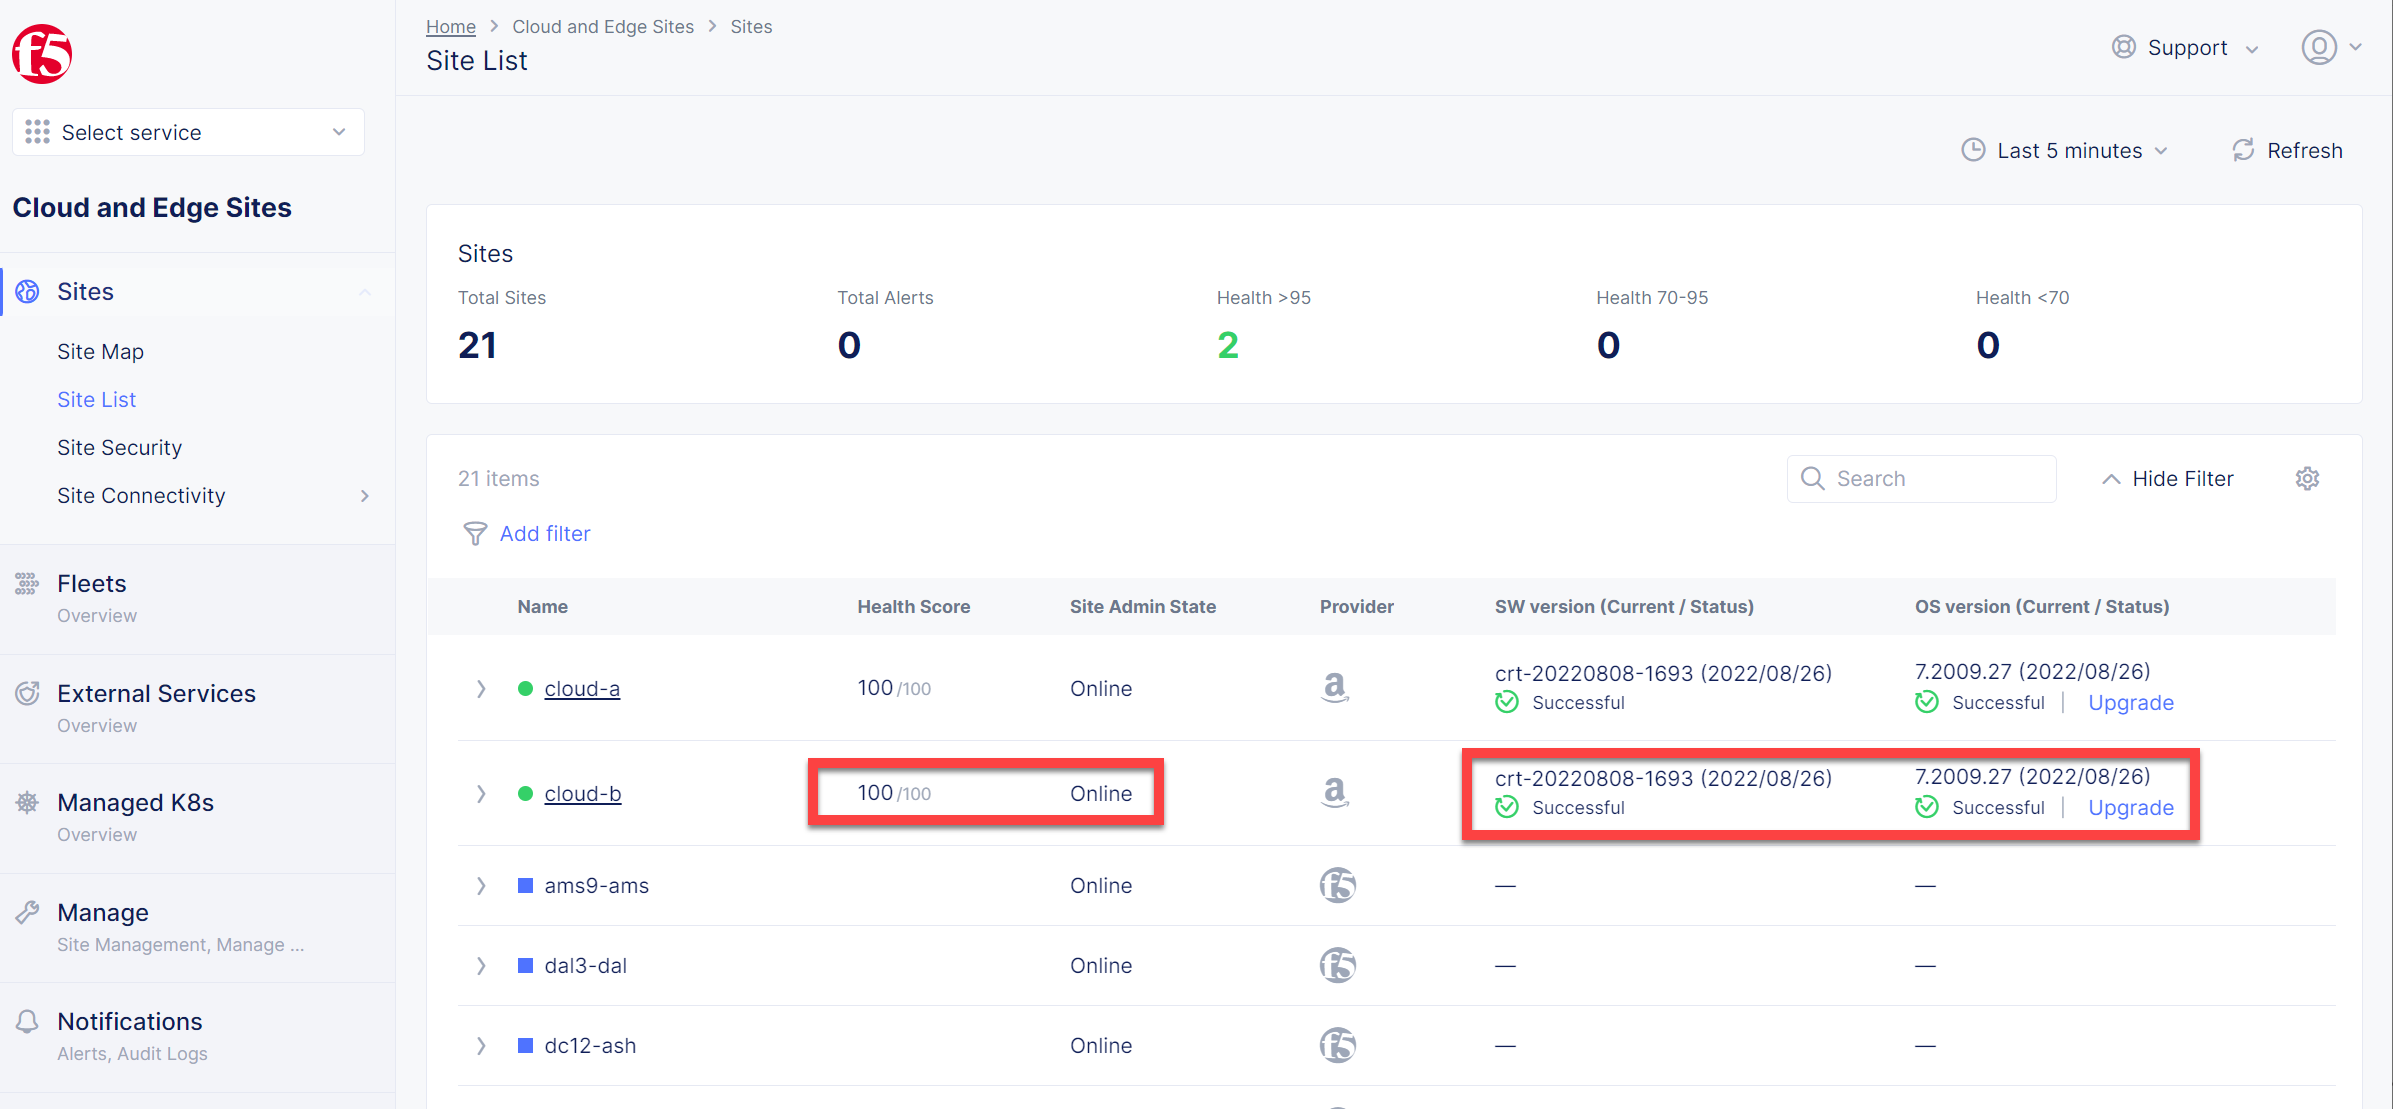 f5
Select service
Cloud and Edge Sites
Sites
Site Map
Site List
Site Security
Site Connectivity
Fleets
Overview
External Services
Overview
Managed K8s
Overview
Manage
Site Management, Manage ...
Notifications
Alerts, Audit Logs
Home > Cloud and Edge Sites > Sites
Site List
Support
Last 5 minutes
Refresh
Sites
Total Sites Total Alerts Health >95 Health 70-95 Health <70
21 0 2 0 0
21 items
Search
Hide Filter
Add filter
Name Health Score Site Admin State Provider SW version (Current / Status) OS version (Current / Status)
cloud-a 100 /100 Online a crt-20220808-1693 (2022/08/26) 7.2009.27 (2022/08/26)
Successful Successful | Upgrade
cloud-b 100 /100 Online a crt-20220808-1693 (2022/08/26) 7.2009.27 (2022/08/26)
Successful Successful | Upgrade
ams9-ams Online f5 — —
dal3-dal Online f5 — —
dc12-ash Online f5 — —